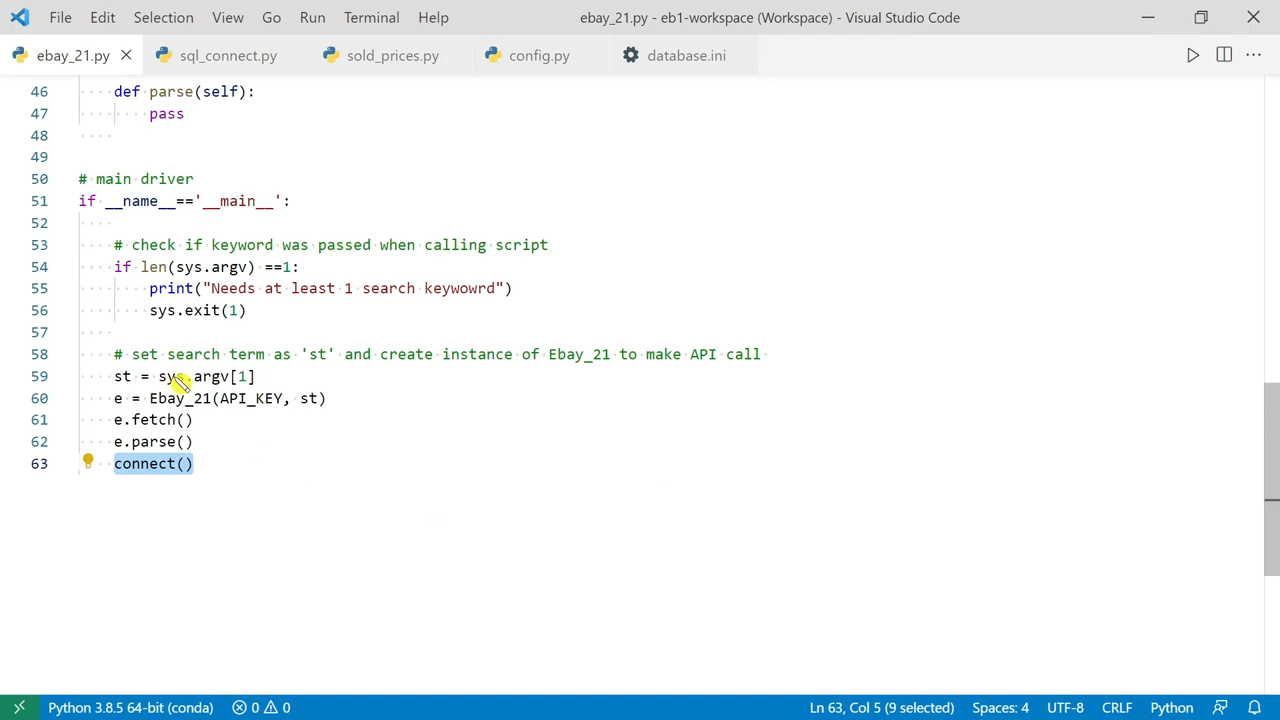 File Edit Selection View Go Run Terminal Help ebay_21.py - eb1-workspace (Workspace) - Visual Studio Code
ebay_21.py sql_connect.py sold_prices.py config.py database.ini
46 def parse(self):
47 pass
48
49
50 # main driver
51 if __name__=='__main__':
52
53 # check if keyword was passed when calling script
54 if len(sys.argv) ==1:
55 print("Needs at least 1 search keywowrd")
56 sys.exit(1)
57
58 # set search term as 'st' and create instance of Ebay_21 to make API call
59 st = sys.argv[1]
60 e = Ebay_21(API_KEY, st)
61 e.fetch()
62 e.parse()
63 connect()
Python 3.8.5 64-bit (conda) 0 0 Ln 63, Col 5 (9 selected) Spaces: 4 UTF-8 CRLF Python